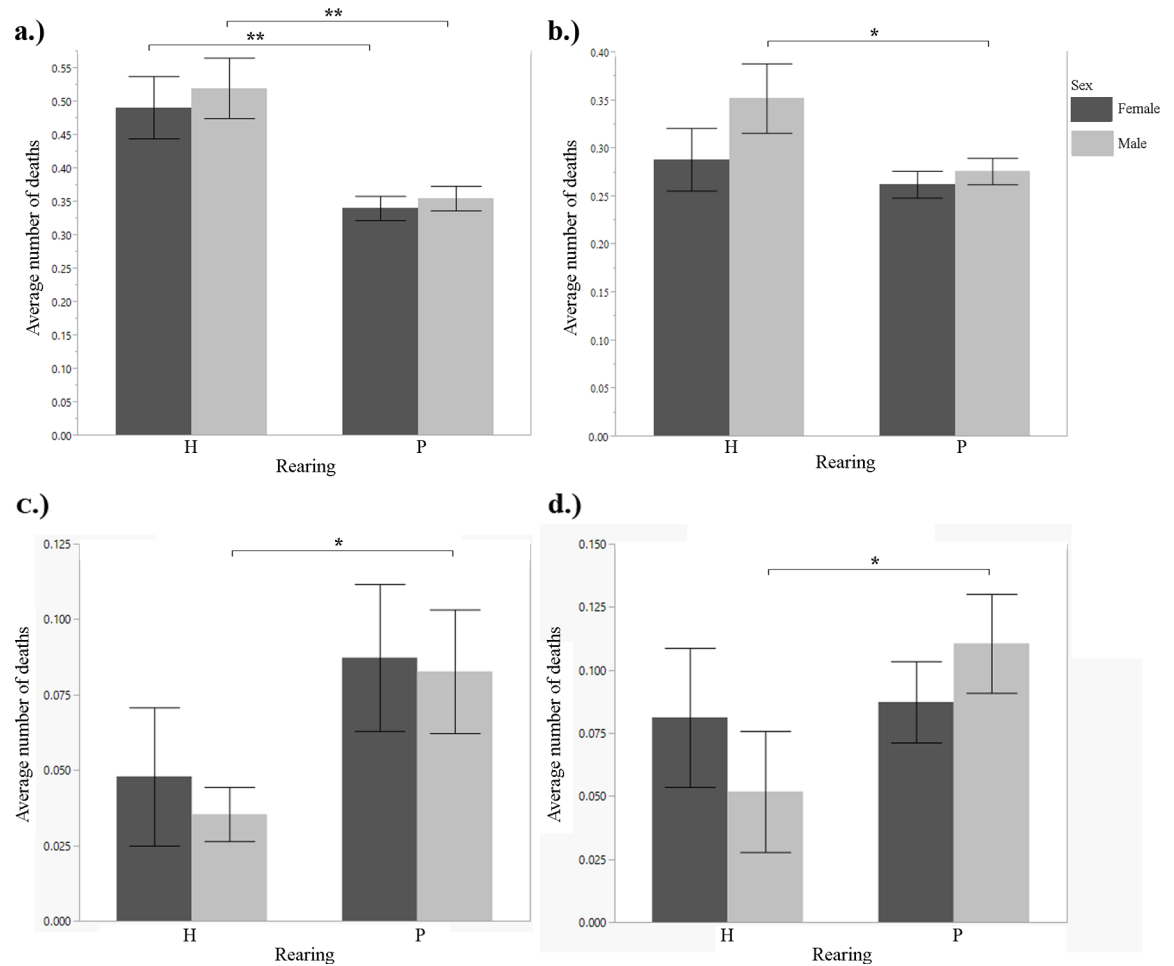 a.)
**
**
Average number of deaths
0.55
0.50
0.45
0.40
0.35
0.30
0.25
0.20
0.15
0.10
0.05
0.00
H P
Rearing
b.)
*
Average number of deaths
0.40
0.35
0.30
0.25
0.20
0.15
0.10
0.05
0.00
H P
Rearing
Sex
Female
Male
c.)
*
Average number of deaths
0.125
0.100
0.075
0.050
0.025
0.000
H P
Rearing
d.)
*
Average number of deaths
0.150
0.125
0.100
0.075
0.050
0.025
0.000
H P
Rearing